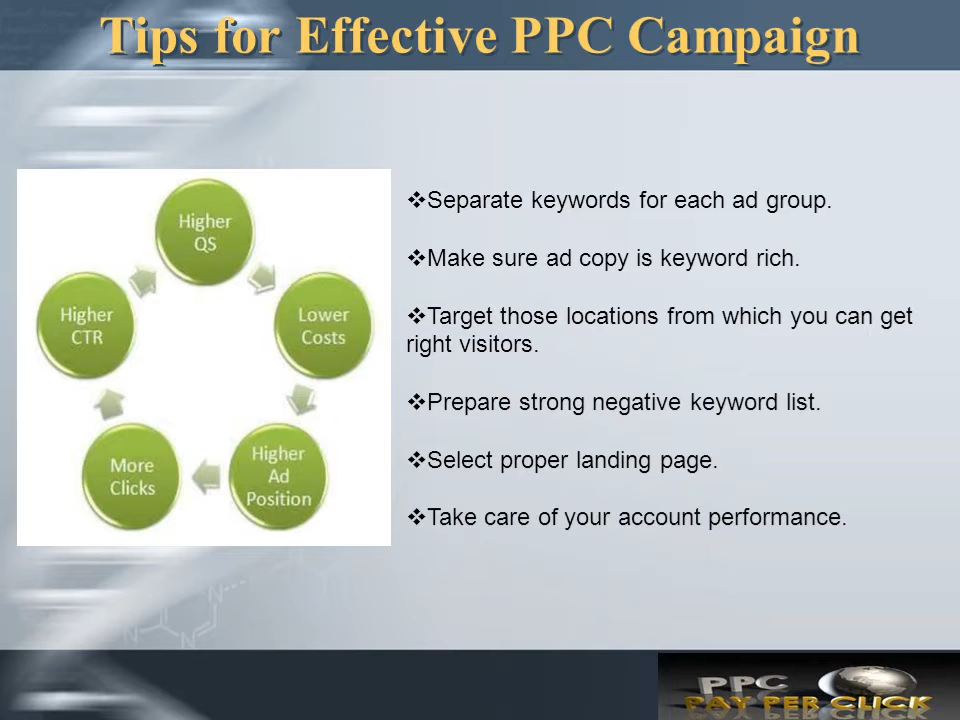 Tips for Effective PPC Campaign
Higher
QS
Lower
Costs
Higher
Ad
Position
More
Clicks
Higher
CTR
❖Separate keywords for each ad group.
❖Make sure ad copy is keyword rich.
❖Target those locations from which you can get
right visitors.
❖Prepare strong negative keyword list.
❖Select proper landing page.
❖Take care of your account performance.
PPC
PAY PER CLICK